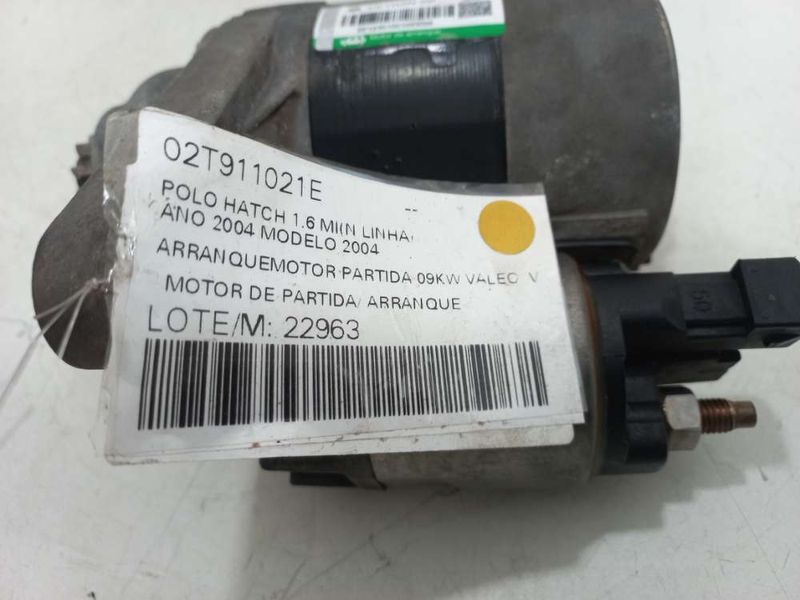 02T911021E
POLO HATCH 1.6 MI(N LINHA)
ANO 2004 MODELO 2004
ARRANQUEMOTOR PARTIDA 09KW VALEO V
MOTOR DE PARTIDA/ ARRANQUE
LOTE/M: 22963
50